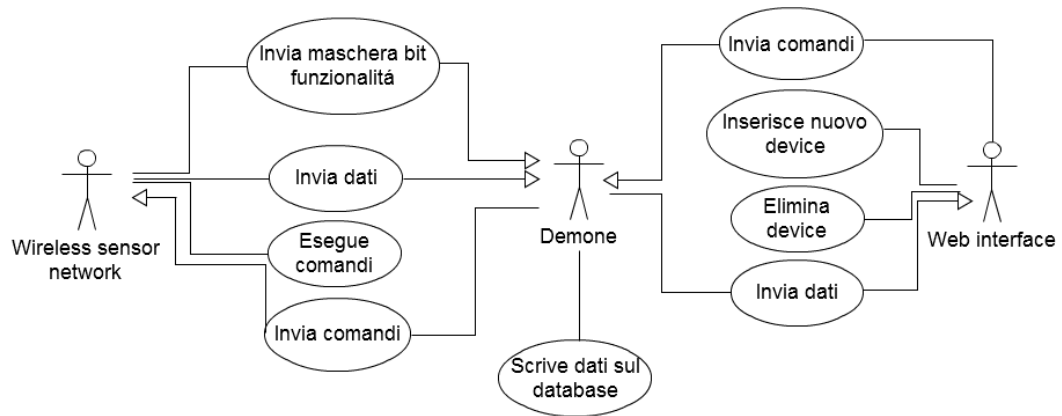 Invia maschera bit
funzionalitá
Invia dati
Esegue
comandi
Invia comandi
Wireless sensor
network
Demone
Scrive dati sul
database
Invia comandi
Inserisce nuovo
device
Elimina
device
Invia dati
Web interface